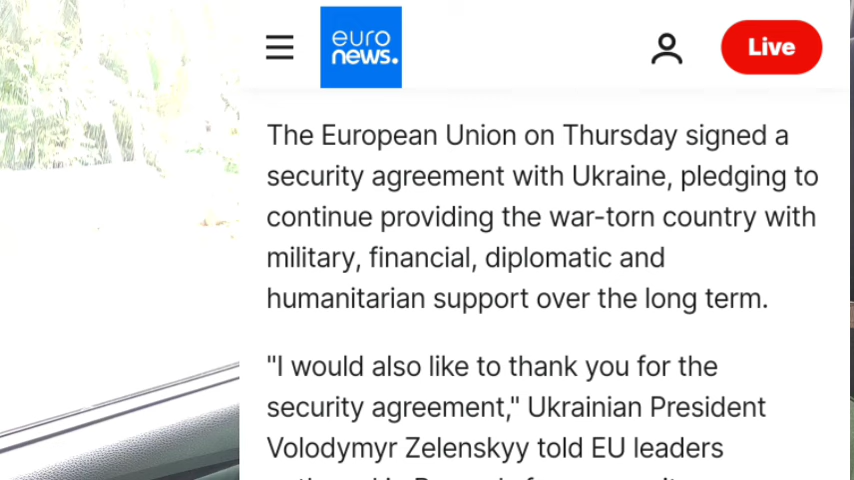 euro
news.
Live
The European Union on Thursday signed a
security agreement with Ukraine, pledging to
continue providing the war-torn country with
military, financial, diplomatic and
humanitarian support over the long term.
"I would also like to thank you for the
security agreement," Ukrainian President
Volodymyr Zelenskyy told EU leaders